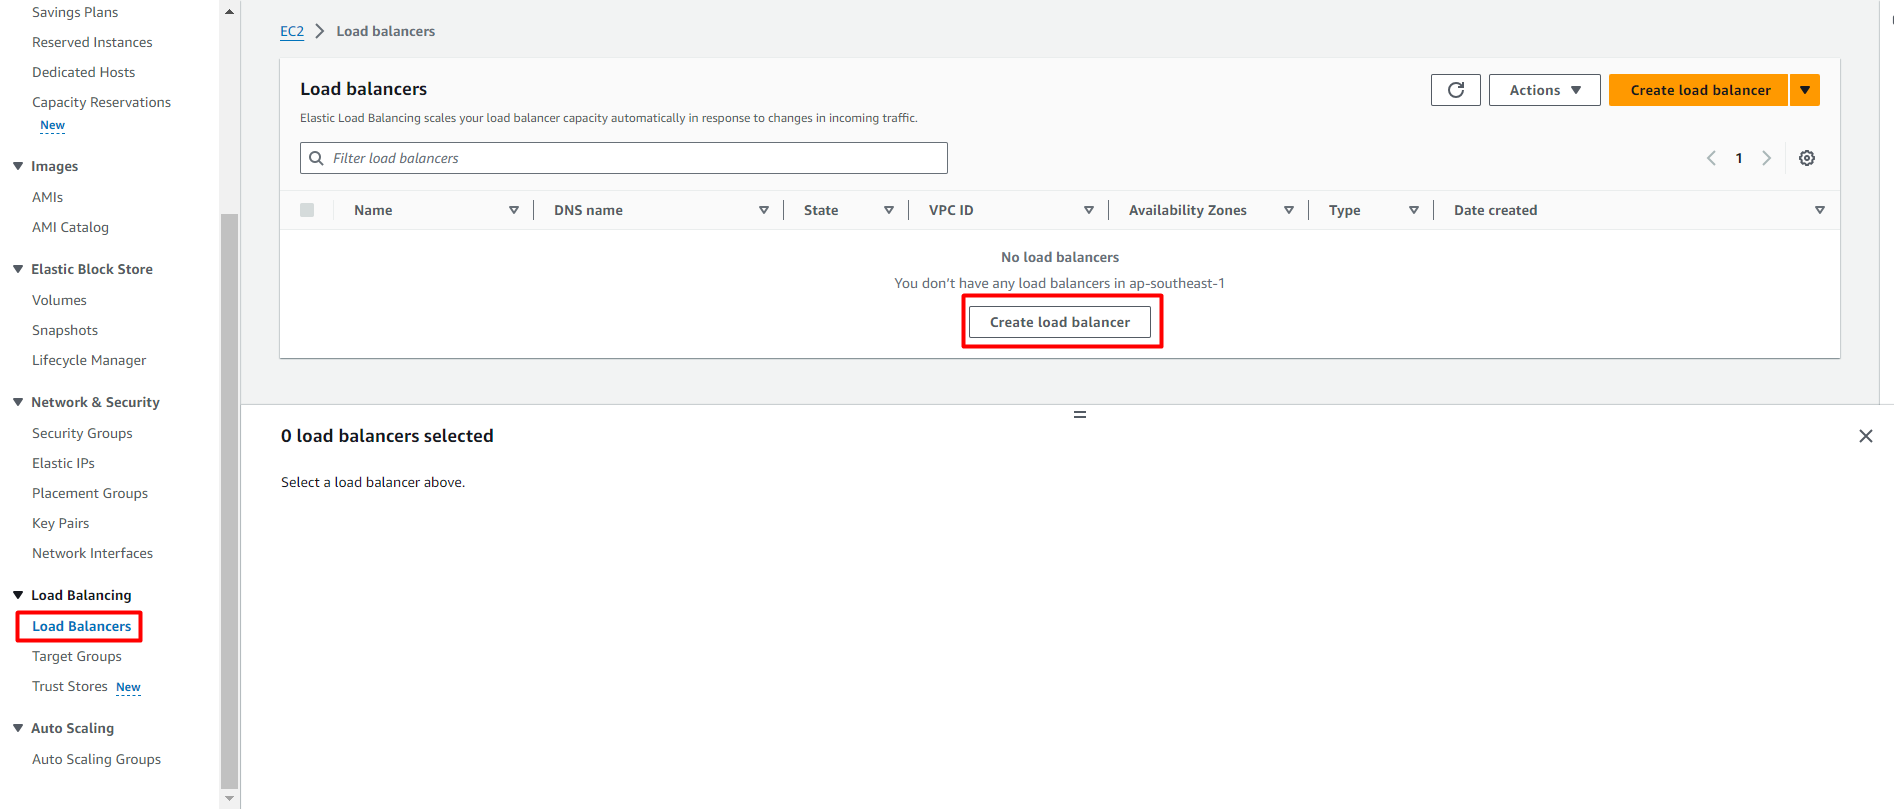 Savings Plans
Reserved Instances
Dedicated Hosts
Capacity Reservations
New
Images
AMIs
AMI Catalog
Elastic Block Store
Volumes
Snapshots
Lifecycle Manager
Network & Security
Security Groups
Elastic IPs
Placement Groups
Key Pairs
Network Interfaces
Load Balancing
Load Balancers
Target Groups
Trust Stores New
Auto Scaling
Auto Scaling Groups
EC2 Load balancers
Load balancers
Actions
Create load balancer
Elastic Load Balancing scales your load balancer capacity automatically in response to changes in incoming traffic.
Filter load balancers
1
Name DNS name State VPC ID Availability Zones Type Date created
No load balancers
You don’t have any load balancers in ap-southeast-1
Create load balancer
0 load balancers selected
Select a load balancer above.